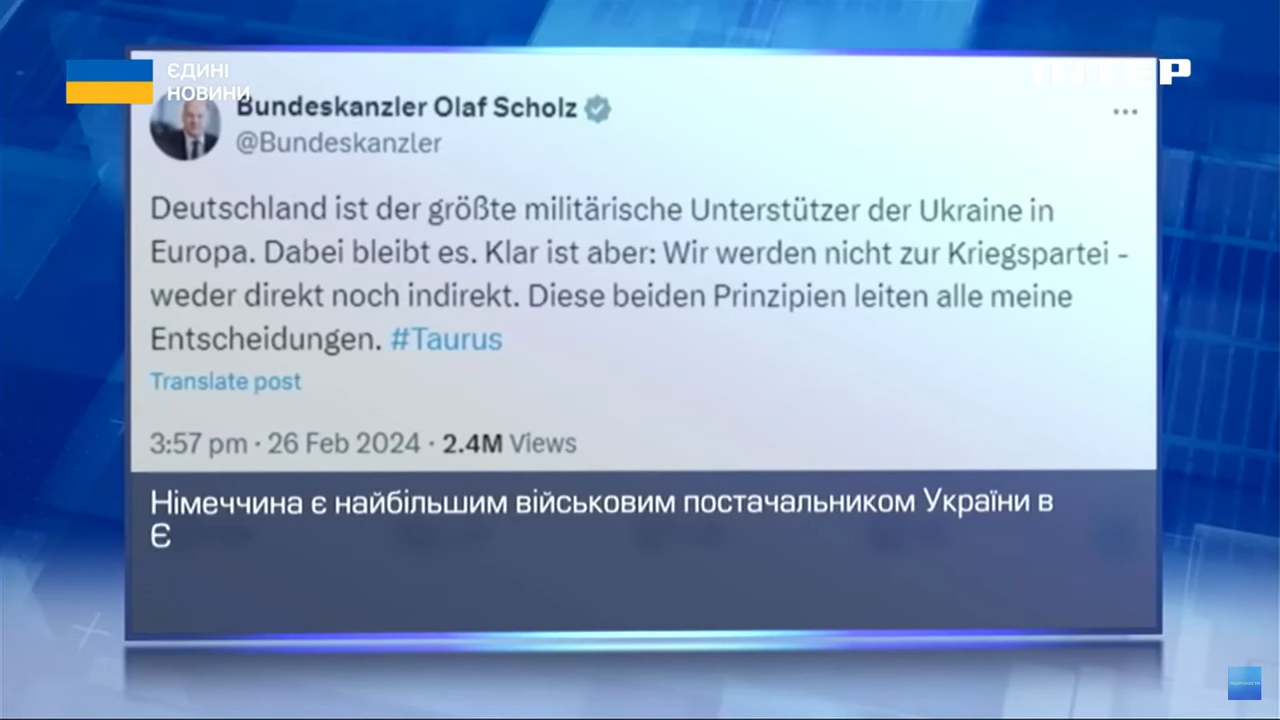 ЄДИНІ
НОВИНИ
ІНТЕР
Bundeskanzler Olaf Scholz
@Bundeskanzler
Deutschland ist der größte militärische Unterstützer der Ukraine in
Europa. Dabei bleibt es. Klar ist aber: Wir werden nicht zur Kriegspartei –
weder direkt noch indirekt. Diese beiden Prinzipien leiten alle meine
Entscheidungen. #Taurus
Translate post
3:57 pm · 26 Feb 2024 · 2.4M Views
Німеччина є найбільшим військовим постачальником України в
Є